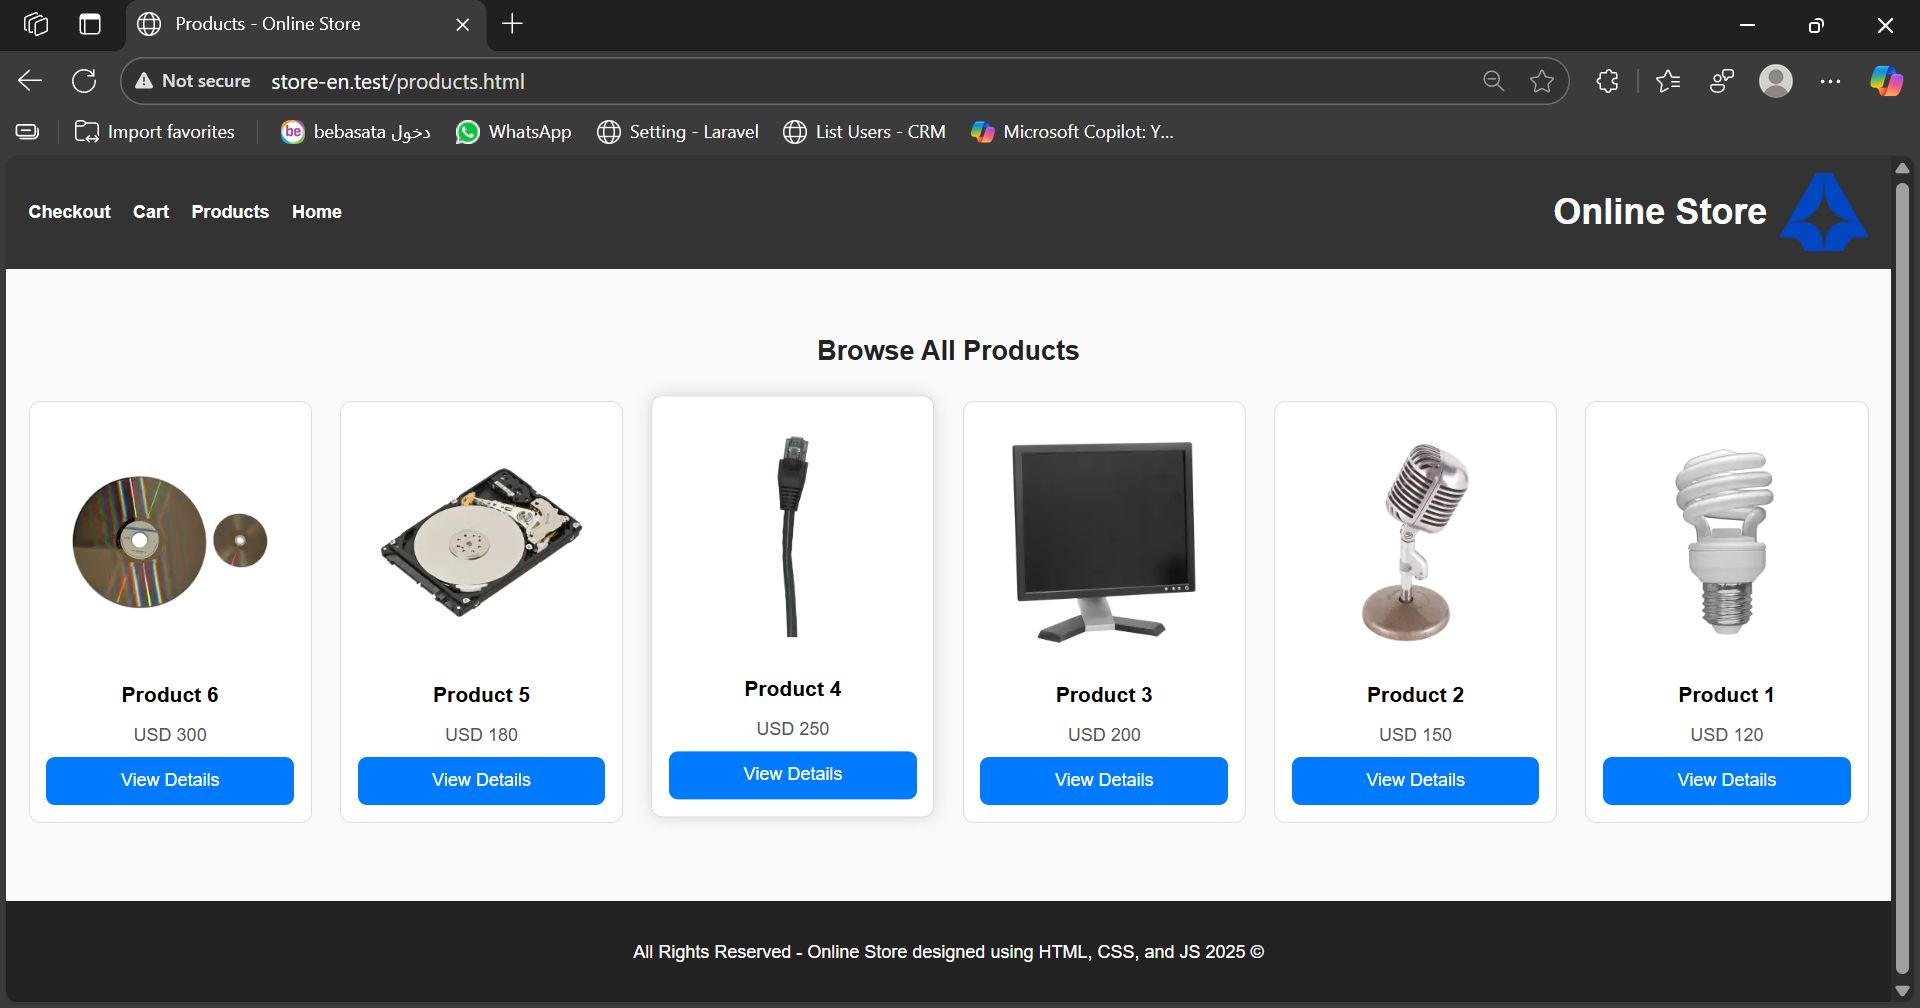 Products - Online Store
Not secure store-en.test/products.html
Import favorites be bebasata دخول WhatsApp Setting - Laravel List Users - CRM Microsoft Copilot: Y...
Checkout Cart Products Home
Online Store
Browse All Products
Product 6
USD 300
View Details
Product 5
USD 180
View Details
Product 4
USD 250
View Details
Product 3
USD 200
View Details
Product 2
USD 150
View Details
Product 1
USD 120
View Details
All Rights Reserved - Online Store designed using HTML, CSS, and JS 2025 ©